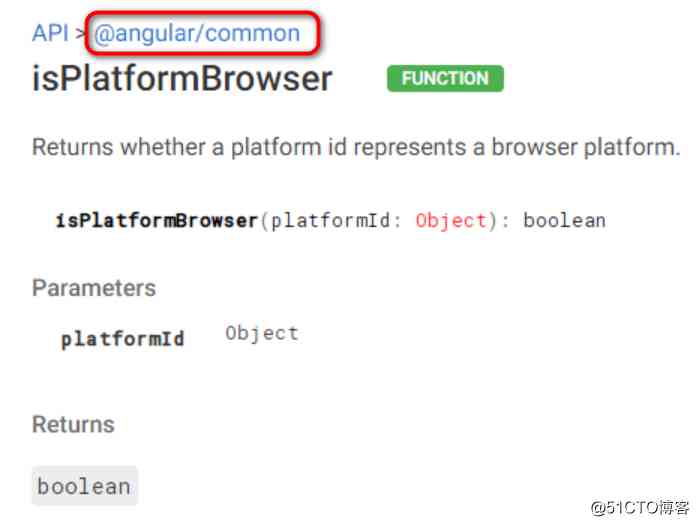 API > @angular/common
isPlatformBrowser FUNCTION
Returns whether a platform id represents a browser platform.
isPlatformBrowser(platformId: Object): boolean
Parameters
platformId Object
Returns
boolean
@51CTO博客